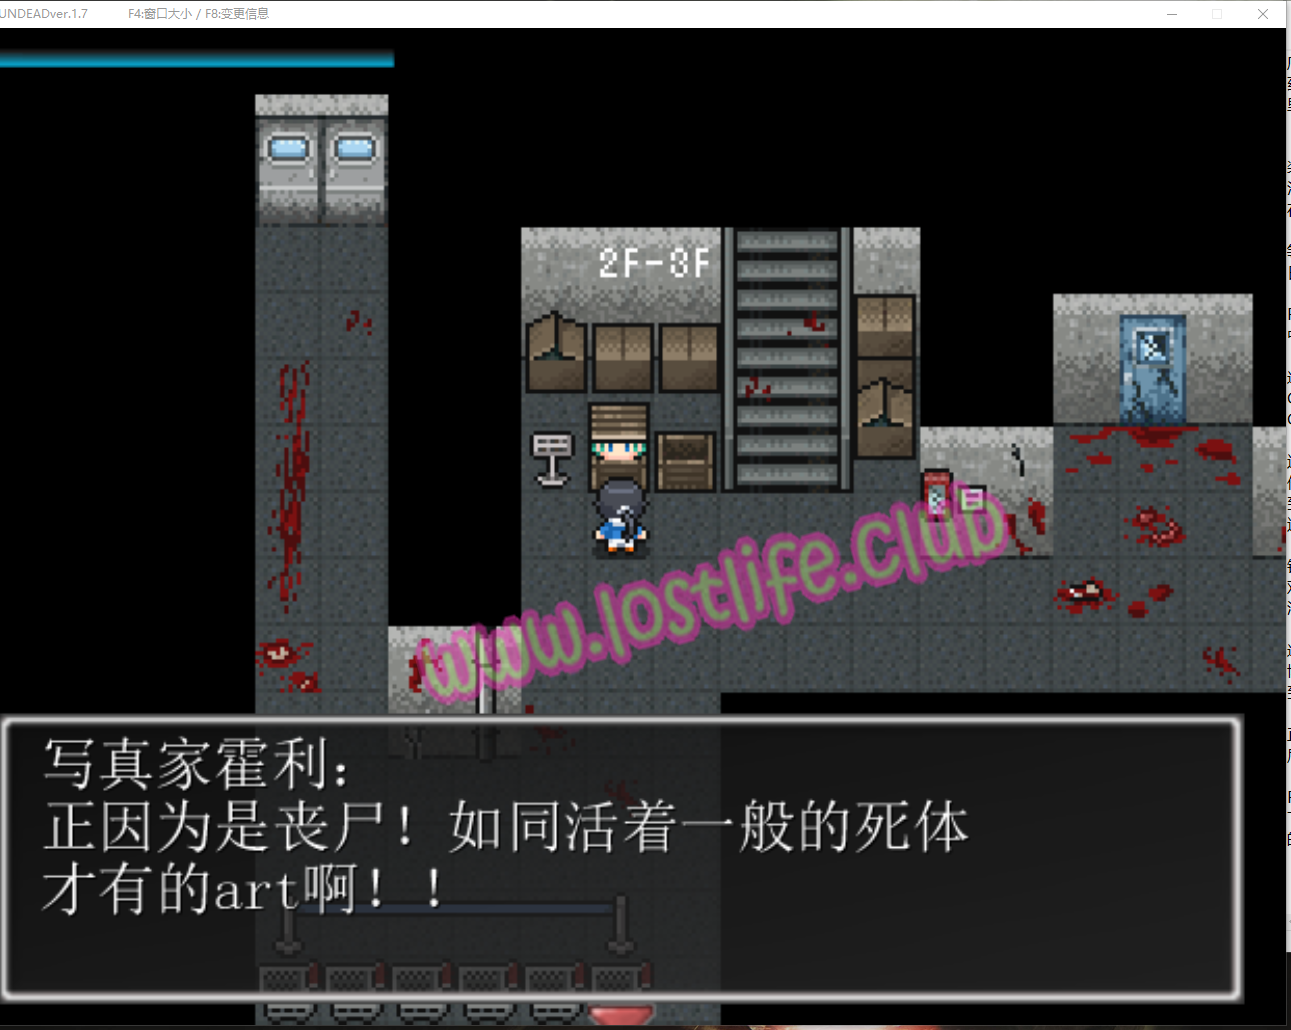 UNDEADver.1.7 F4:窗口大小 / F8:变更信息
2F-3F
www.lostlife.club
写真家霍利:
正因为是丧尸！如同活着一般的死体
才有的art啊！！